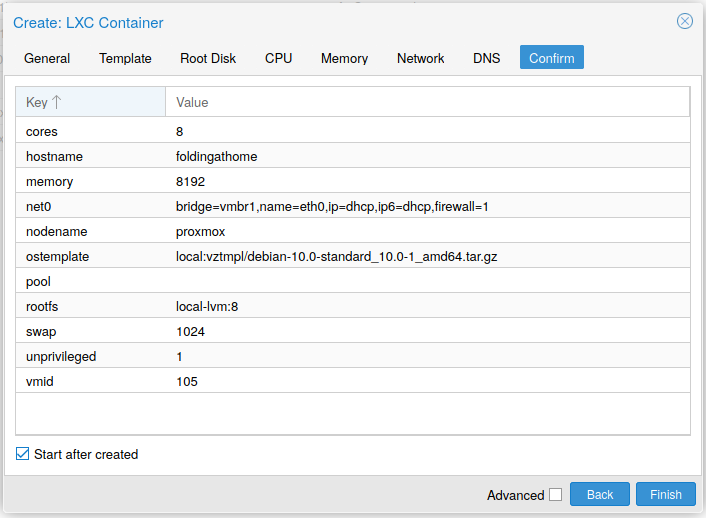 Create: LXC Container
General Template Root Disk CPU Memory Network DNS Confirm
Key Value
cores 8
hostname foldingathome
memory 8192
net0 bridge=vmbr1,name=eth0,ip=dhcp,ip6=dhcp,firewall=1
nodename proxmox
ostemplate local:vztmpl/debian-10.0-standard_10.0-1_amd64.tar.gz
pool
rootfs local-lvm:8
swap 1024
unprivileged 1
vmid 105
Start after created
Advanced Back Finish